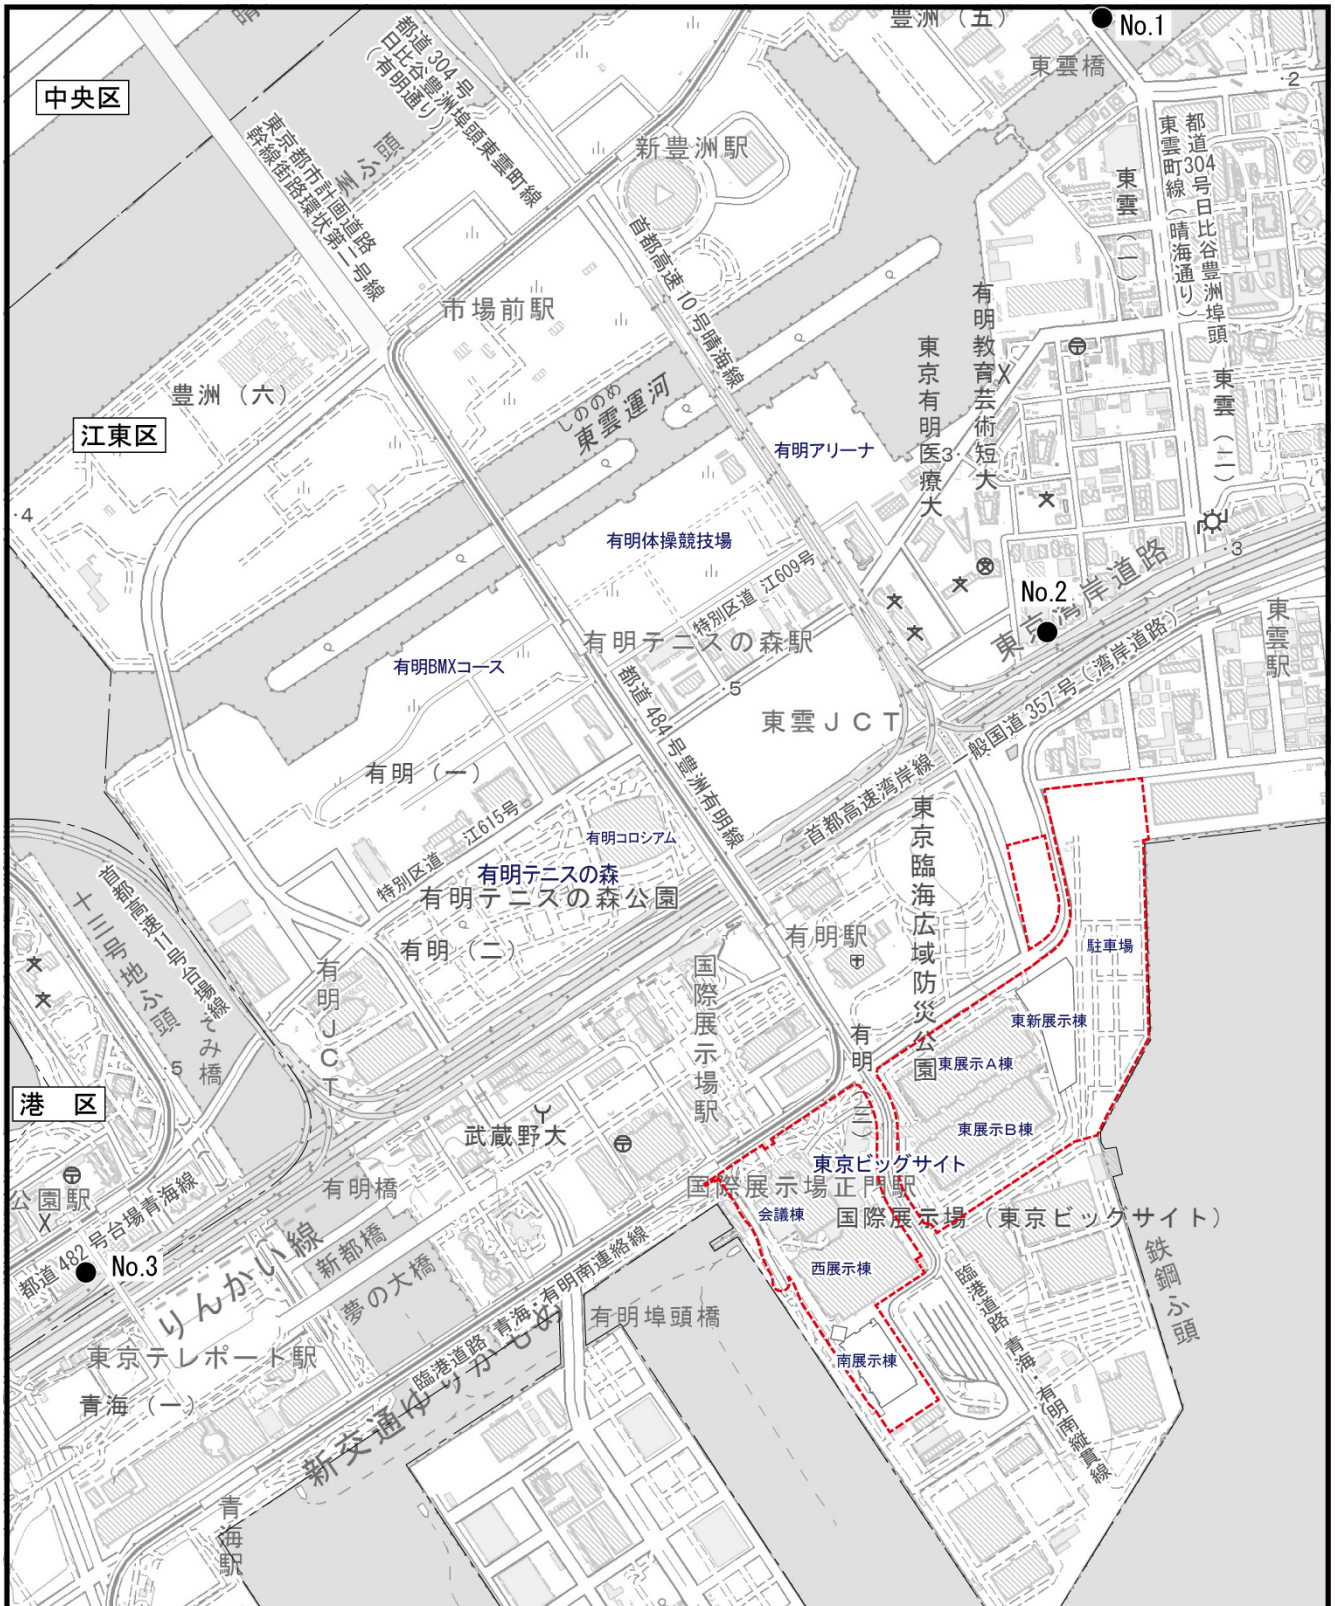 豊洲（五）
No.1
東雲橋
中央区
都道304号
日比谷豊洲埠頭東雲町線
（有明通り）
東京都市計画道路
幹線街路環状第二号線
州ふ頭
新豊洲駅
・2
都道304号日比谷豊洲埠頭
東雲町線（晴海通り）
東雲（一）
首都高速10号晴海線
市場前駅
有明教育芸術短大
東京有明医療大
豊洲（六）
江東区
しののめ
東雲運河
東雲（二）
有明アリーナ
・3
・4
有明体操競技場
・3
特別区道 江609号
No.2
東京湾岸道路
有明テニスの森駅
東雲駅
有明BMXコース
・5
都道484号豊洲有明線
東雲ＪＣＴ
一般国道357号（湾岸道路）
首都高速湾岸線
有明（一）
特別区道 江615号
有明コロシアム
東京臨海広域防災公園
有明テニスの森
有明テニスの森公園
首都高速11号台場線
十三号地ふ頭
有明（二）
有明駅
国際展示場駅
有明ＪＣＴ
駐車場
東新展示棟
有明（三）
東展示Ａ棟
そみ橋
・5
港 区
武蔵野大
東展示Ｂ棟
東京ビッグサイト
国際展示場正門駅
公園駅
有明橋
会議棟
国際展示場（東京ビッグサイト）
都道482号台場青海線
No.3
りんかい線
新都橋
夢の大橋
西展示棟
鉄鋼ふ頭
臨港道路 青海・有明南連絡線
有明埠頭橋
臨港道路 青海・有明南縦貫線
東京テレポート駅
南展示棟
青海（一）
新交通ゆりかもめ
青海駅